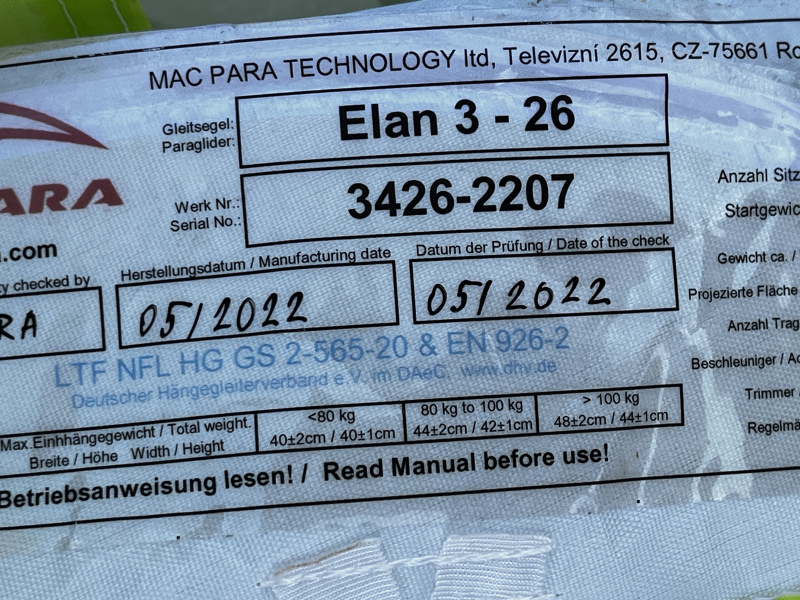 MAC PARA TECHNOLOGY ltd, Televizní 2615, CZ-75661 Ro
Gleitsegel:
Paraglider:
Elan 3 - 26
ARA
Werk Nr.:
Serial No.:
3426-2207
Anzahl Sitz
Startgewic
.com
Herstellungsdatum / Manufacturing date
Datum der Prüfung / Date of the check
Gewicht ca. /
ty checked by
RA
05/2022
05/2022
Projezierte Fläche
Anzahl Trag
LTF NFL HG GS 2-565-20 & EN 926-2
Deutscher Hängegleiterverband e.V. im DAeC, www.dhv.de
Beschleuniger / Ac
Trimmer
Regelmä
Max.Einhhängegewicht / Total weight.
Breite / Höhe Width / Height
<80 kg
40±2cm / 40±1cm
80 kg to 100 kg
44±2cm / 42±1cm
> 100 kg
48±2cm / 44±1cm
Betriebsanweisung lesen! / Read Manual before use!